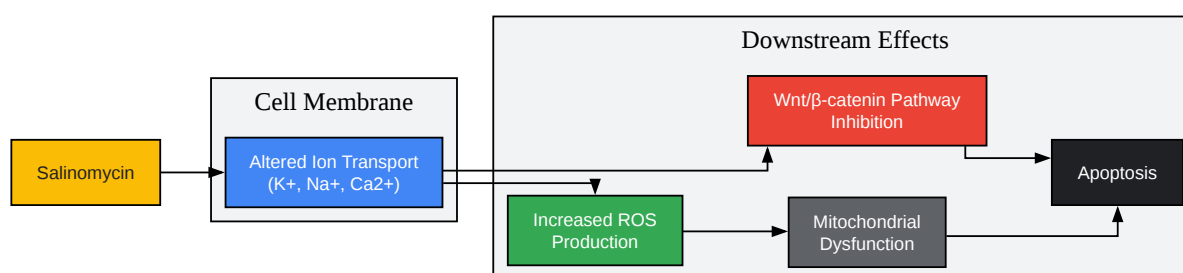 Downstream Effects
Cell Membrane
Wnt/β-catenin Pathway
Inhibition
Salinomycin
Altered Ion Transport
(K+, Na+, Ca2+)
Apoptosis
Increased ROS
Production
Mitochondrial
Dysfunction